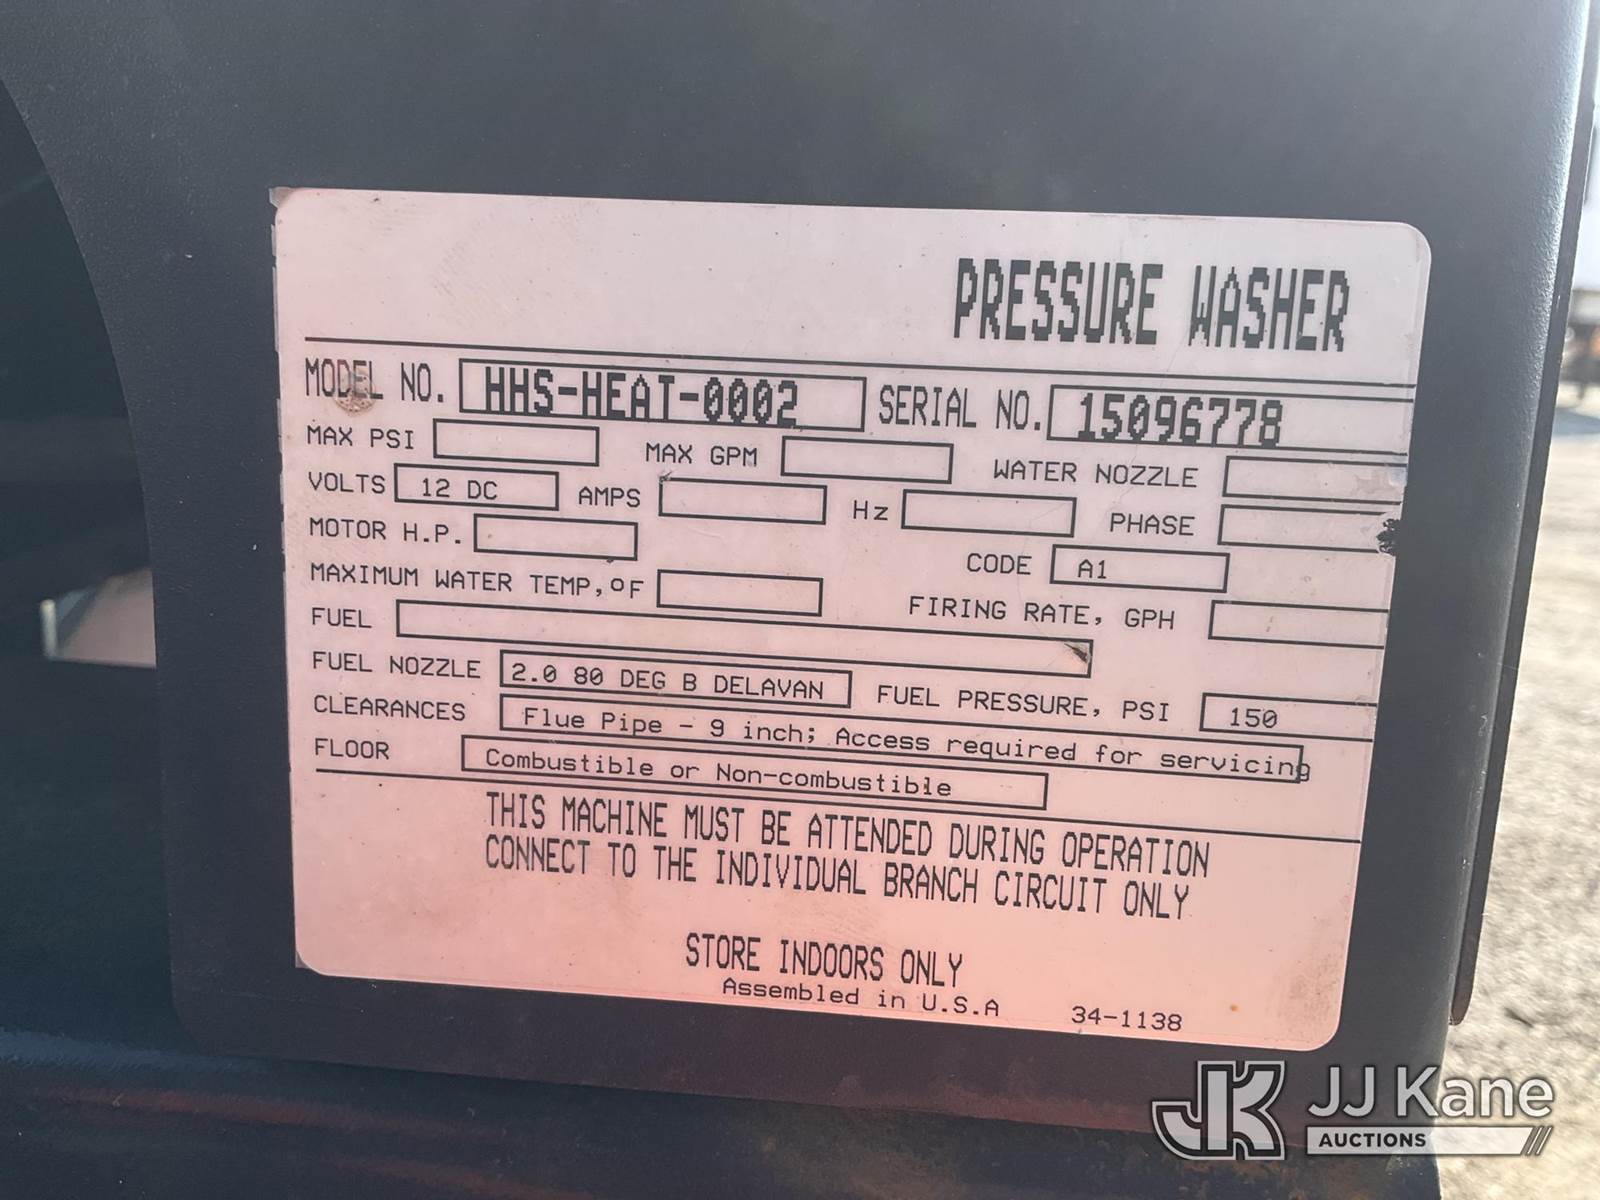 PRESSURE WASHER
MODEL NO. HHS-HEAT-0002 SERIAL NO. 15096778
MAX PSI MAX GPM WATER NOZZLE
VOLTS 12 DC AMPS Hz PHASE
MOTOR H.P. CODE A1
MAXIMUM WATER TEMP,ºF FIRING RATE, GPH
FUEL
FUEL NOZZLE 2.0 80 DEG B DELAVAN FUEL PRESSURE, PSI 150
CLEARANCES Flue Pipe - 9 inch; Access required for servicing
FLOOR Combustible or Non-combustible
THIS MACHINE MUST BE ATTENDED DURING OPERATION
CONNECT TO THE INDIVIDUAL BRANCH CIRCUIT ONLY
STORE INDOORS ONLY
Assembled in U.S.A 34-1138
JK JJ Kane
AUCTIONS